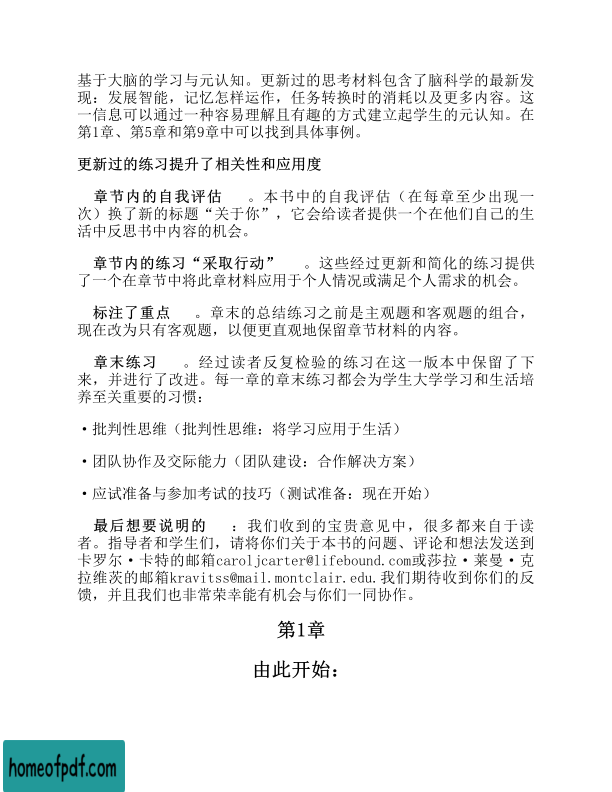 基于大脑的学习与元认知。更新过的思考材料包含了脑科学的最新发
现：发展智能，记忆怎样运作，任务转换时的消耗以及更多内容。这
一信息可以通过一种容易理解且有趣的方式建立起学生的元认知。在
第1章、第5章和第9章中可以找到具体事例。
更新过的练习提升了相关性和应用度
章节内的自我评估 。本书中的自我评估（在每章至少出现一
次）换了新的标题“关于你”，它会给读者提供一个在他们自己的生
活中反思书中内容的机会。
章节内的练习“采取行动” 。这些经过更新和简化的练习提供
了一个在章节中将此章材料应用于个人情况或满足个人需求的机会。
标注了重点 。章末的总结练习之前是主观题和客观题的组合，
现在改为只有客观题，以便更直观地保留章节材料的内容。
章末练习 。经过读者反复检验的练习在这一版本中保留了下
来，并进行了改进。每一章的章末练习都会为学生大学学习和生活培
养至关重要的习惯：
·批判性思维（批判性思维：将学习应用于生活）
·团队协作及交际能力（团队建设：合作解决方案）
·应试准备与参加考试的技巧（测试准备：现在开始）
最后想要说明的 ：我们收到的宝贵意见中，很多都来自于读
者。指导者和学生们，请将你们关于本书的问题、评论和想法发送到
卡罗尔·卡特的邮箱caroljcarter@lifebound.com或莎拉·莱曼·克
拉维茨的邮箱kravitss@mail.montclair.edu.我们期待收到你们的反
馈，并且我们也非常荣幸能有机会与你们一同协作。
第1章
由此开始：
homeofpdf.com